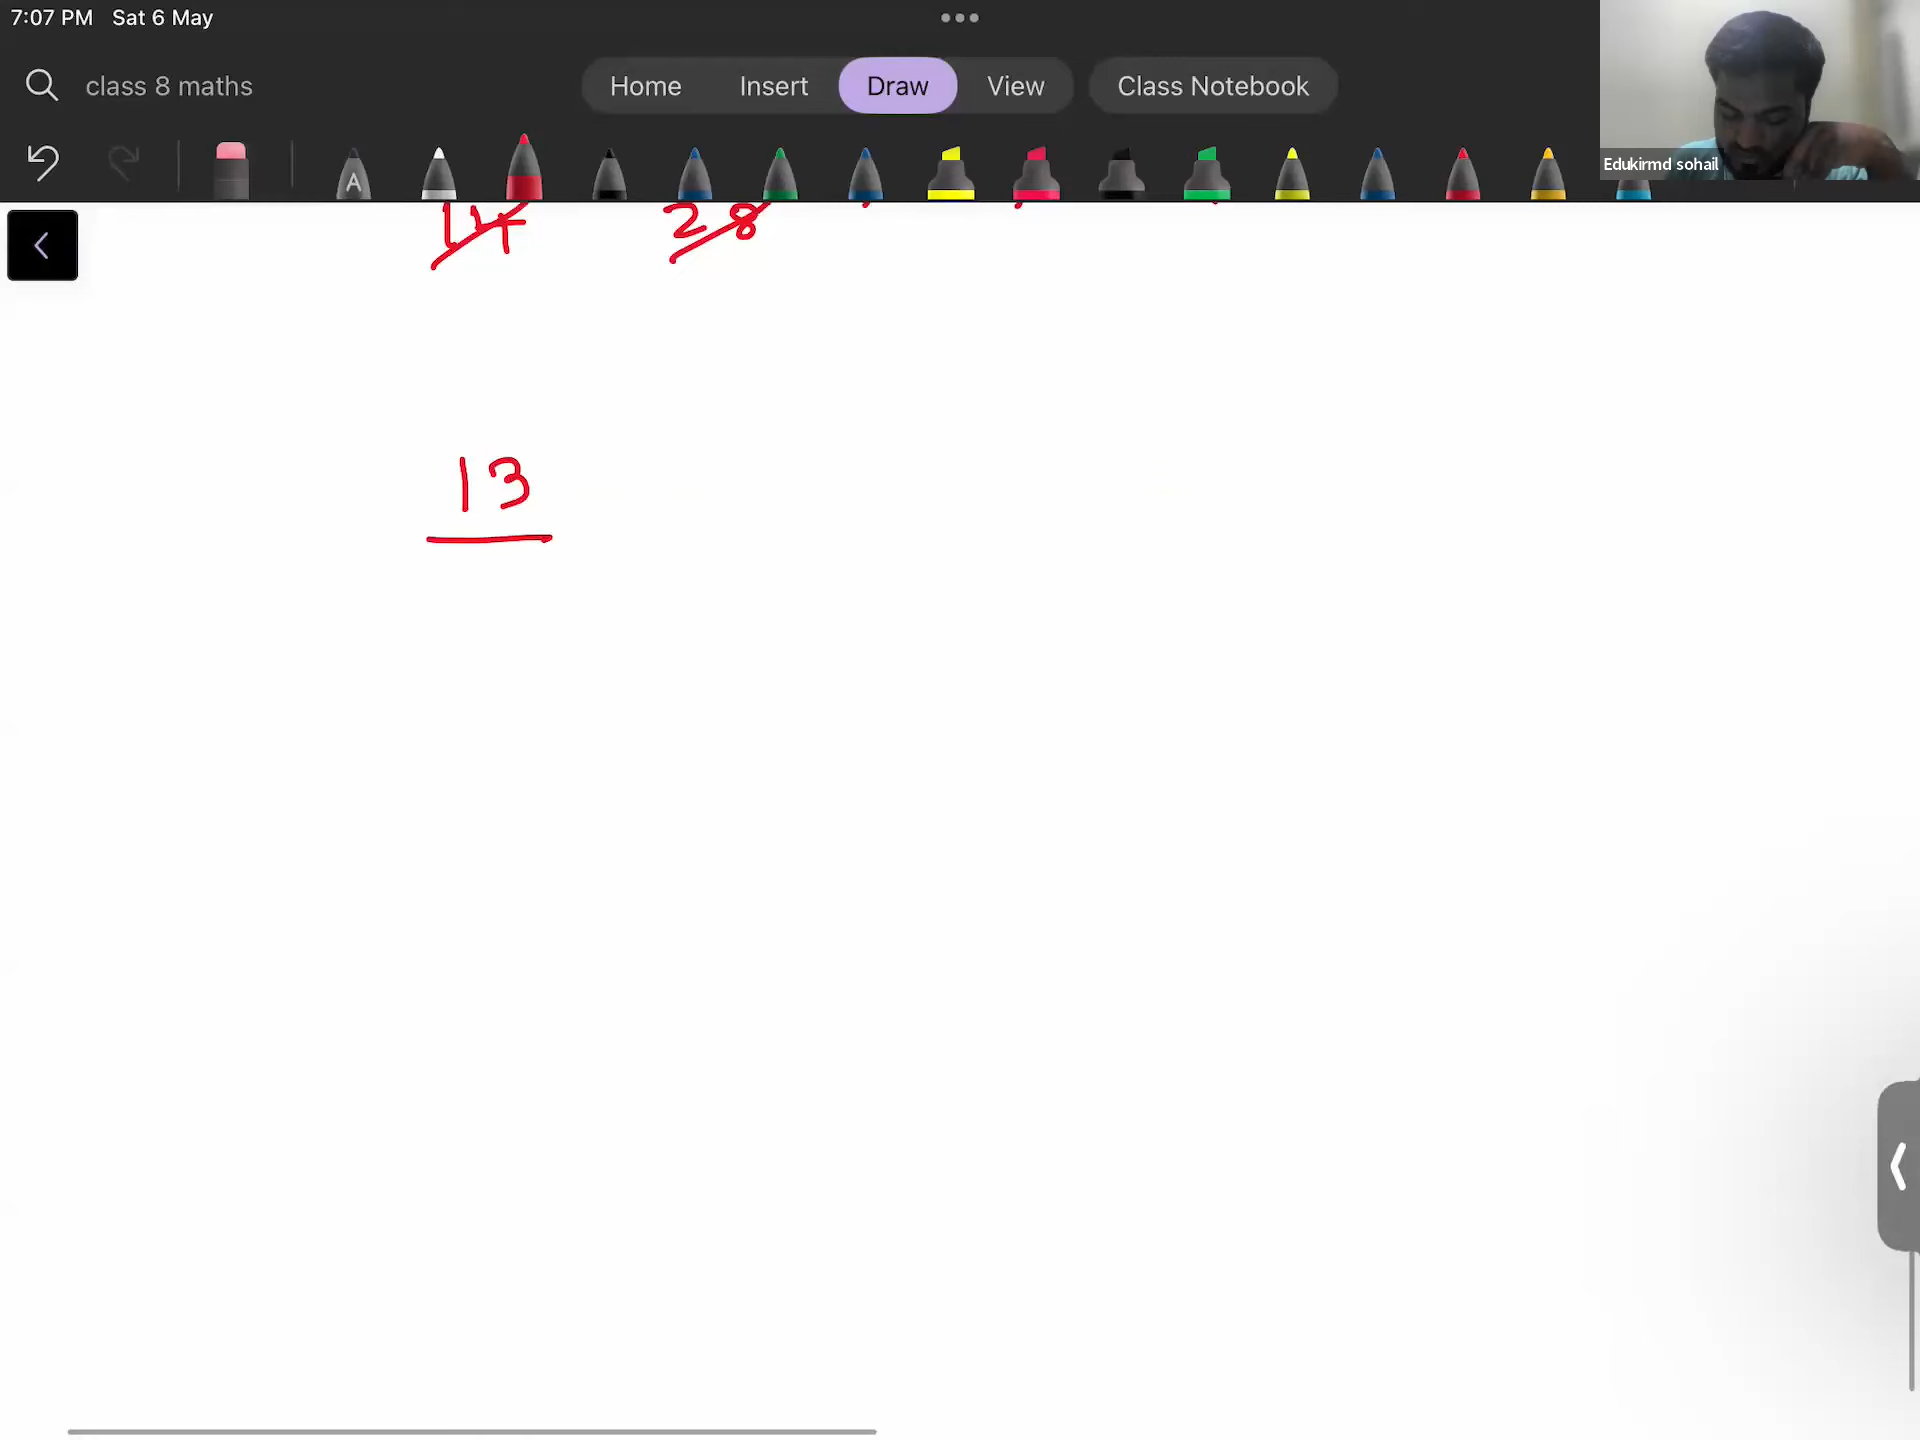 7:07 PM Sat 6 May
class 8 maths
Home Insert Draw View Class Notebook
A
Edukirmd sohail
14 28
13